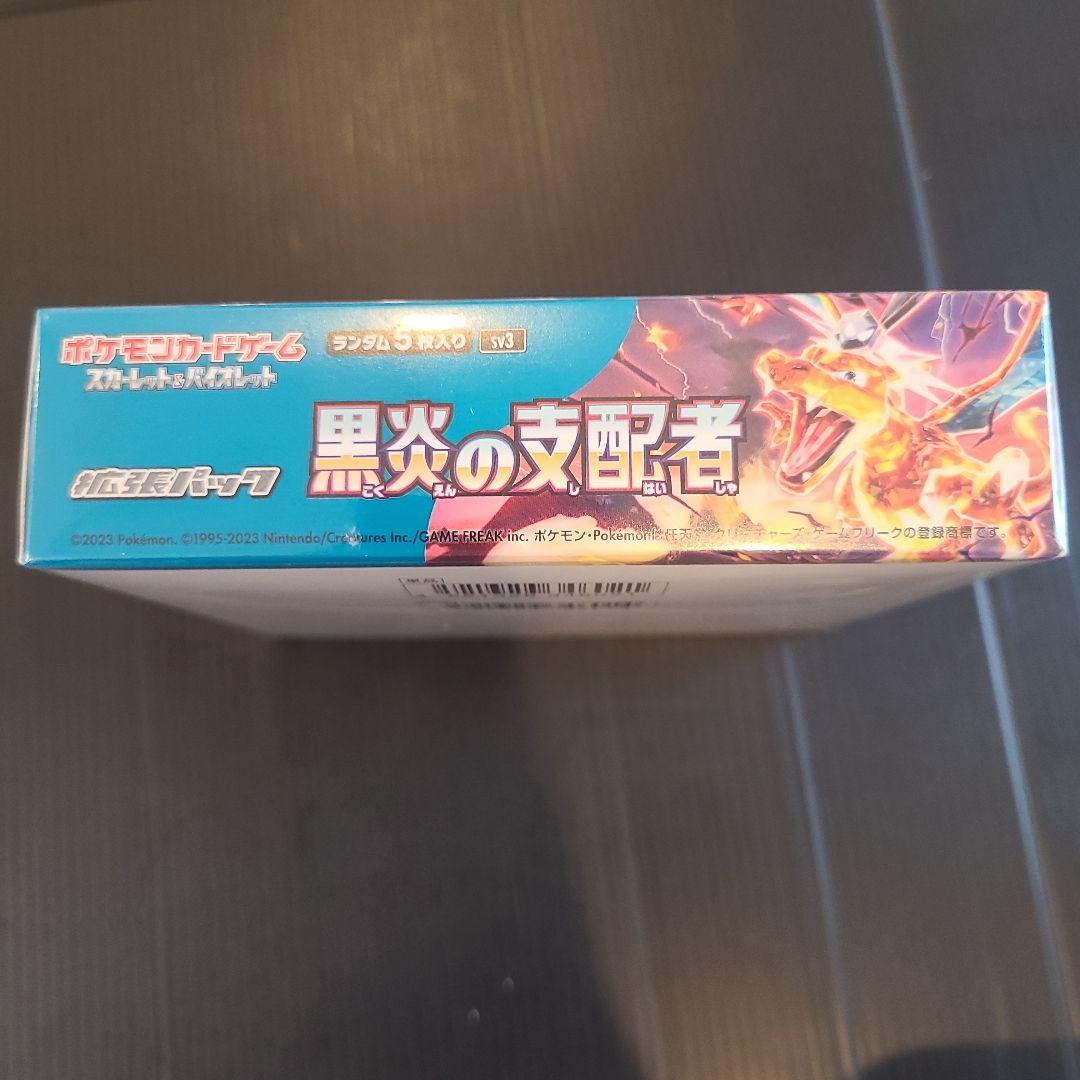 ポケモンカードゲーム
スカーレット&バイオレット
ランダム5枚入り
sv3
拡張パック
黒炎の支配者
こく えん し はい しゃ
©2023 Pokémon. ©1995-2023 Nintendo/Creatures Inc./GAME FREAK inc. ポケモン・Pokémonは任天堂・クリーチャーズ・ゲームフリークの登録商標です。